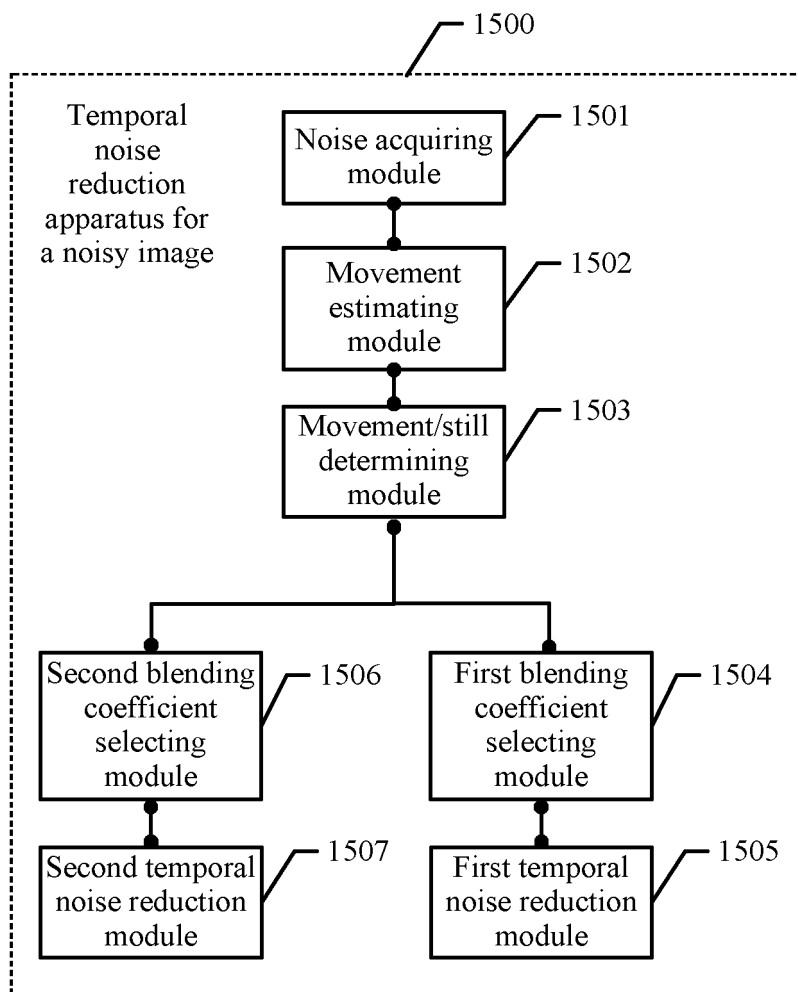 1500
Temporal
noise
reduction
apparatus for
a noisy image
Noise acquiring
module
1501
Movement
estimating
module
1502
Movement/still
determining
module
1503
Second blending
coefficient
selecting
module
1506
First blending
coefficient
selecting
module
1504
Second temporal
noise reduction
module
1507
First temporal
noise reduction
module
1505